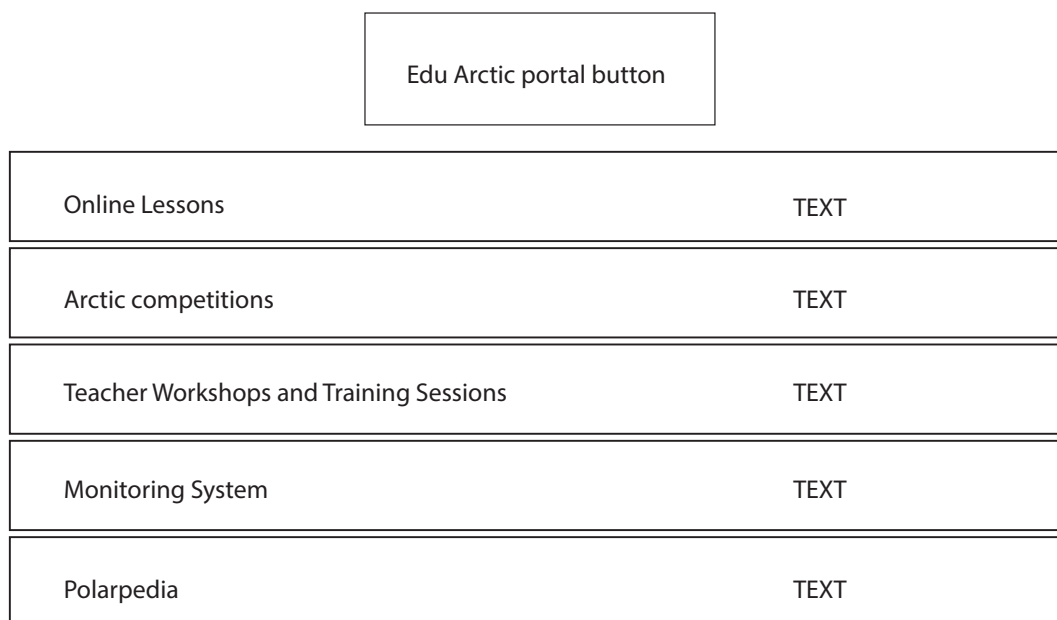 Edu Arctic portal button
Online Lessons TEXT
Arctic competitions TEXT
Teacher Workshops and Training Sessions TEXT
Monitoring System TEXT
Polarpedia TEXT